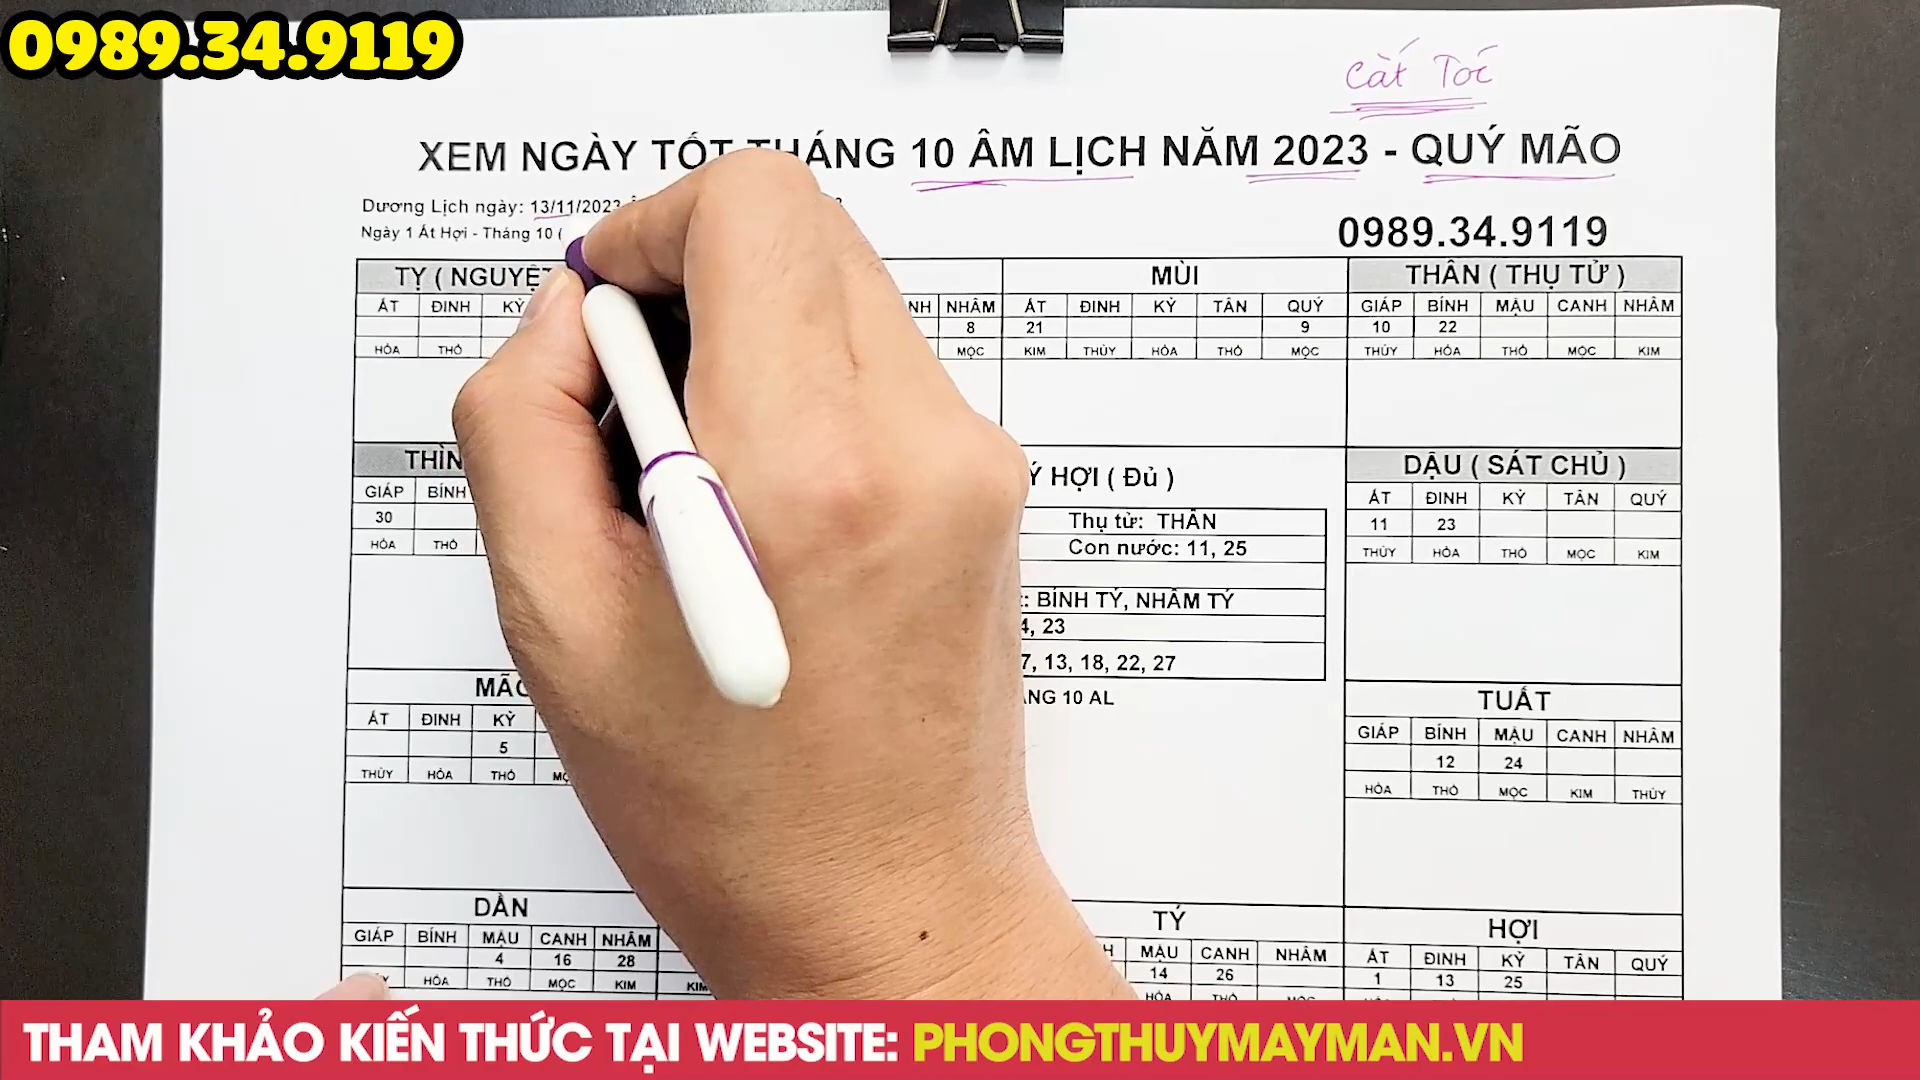 0989.34.9119
Cắt Tóc
XEM NGÀY TỐT THÁNG 10 ÂM LỊCH NĂM 2023 - QUÝ MÃO
Dương Lịch ngày: 13/11/2023
Ngày 1 Ất Hợi - Tháng 10 (
0989.34.9119
TỴ ( NGUYỆT
MÙI
THÂN ( THỤ TỬ )
ẤT ĐINH KỶ NHÂM ẤT ĐINH KỶ TÂN QUÝ GIÁP BÍNH MẬU CANH NHÂM
8 21 9 10 22
HỎA THỔ MỘC KIM THỦY HỎA THỔ MỘC THỦY HỎA THỔ MỘC KIM
THÌN
Ý HỢI ( Đủ )
DẬU ( SÁT CHỦ )
GIÁP BÍNH
ẤT ĐINH KỶ TÂN QUÝ
30
Thụ tử: THÂN
11 23
HỎA THỔ
Con nước: 11, 25
THỦY HỎA THỔ MỘC KIM
: BÍNH TÝ, NHÂM TÝ
4, 23
7, 13, 18, 22, 27
MÃO
NG 10 AL
TUẤT
ẤT ĐINH KỶ
GIÁP BÍNH MẬU CANH NHÂM
5
12 24
THỦY HỎA THỔ
HỎA THỔ MỘC KIM THỦY
DẦN
TÝ
HỢI
GIÁP BÍNH MẬU CANH NHÂM
MẬU CANH NHÂM
ẤT ĐINH KỶ TÂN QUÝ
4 16 28
14 26
1 13 25
HỎA THỔ MỘC KIM KIM
HỎA THỔ MỘC
THAM KHẢO KIẾN THỨC TẠI WEBSITE: PHONGTHUYMAYMAN.VN